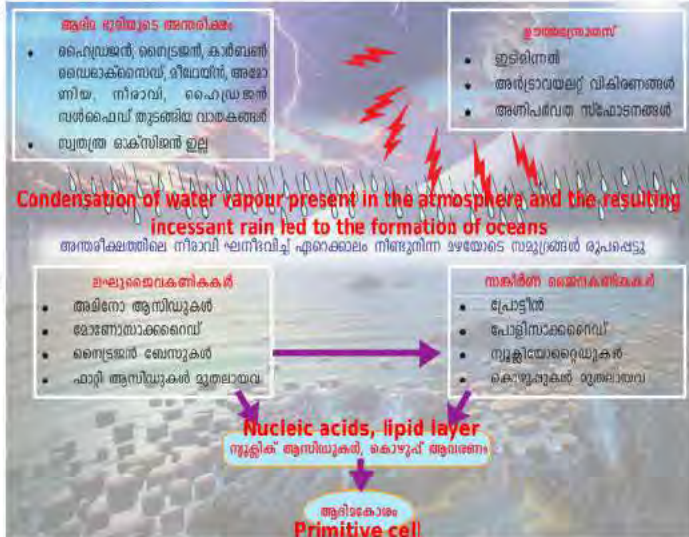 ആദിമ ഭൂമിയുടെ അന്തരീക്ഷം
ഹൈഡ്രജൻ, നൈട്രജൻ, കാർബൺ
ഡൈഓക്സൈഡ്, മീഥേയ്ൻ, അമോ
ണിയ, നീരാവി, ഹൈഡ്രജൻ
സൾഫൈഡ് തുടങ്ങിയ വാതകങ്ങൾ
സ്വതന്ത്ര ഓക്സിജൻ ഇല്ല
ഊർജസ്രോതസ്
ഇടിമിന്നൽ
അൾട്രാവയലറ്റ് വികിരണങ്ങൾ
അഗ്നിപർവത സ്ഫോടനങ്ങൾ
Condensation of water vapour present in the atmosphere and the resulting
incessant rain led to the formation of oceans
അന്തരീക്ഷത്തിലെ നീരാവി ഘനീഭവിച്ച് ഏറെക്കാലം നീണ്ടുനിന്ന മഴയോടെ സമുദ്രങ്ങൾ രൂപപ്പെട്ടു
ലഘുജൈവകണികകൾ
അമിനോ ആസിഡുകൾ
മോണോസാക്കറൈഡ്
നൈട്രജൻ ബേസുകൾ
ഫാറ്റി ആസിഡുകൾ മുതലായവ
സങ്കീർണ ജൈവകണികകൾ
പ്രോട്ടീൻ
പോളിസാക്കറൈഡ്
ന്യൂക്ലിയോറ്റൈഡുകൾ
കൊഴുപ്പുകൾ മുതലായവ
Nucleic acids, lipid layer
ന്യൂക്ലിക് ആസിഡുകൾ, കൊഴുപ്പ് ആവരണം
ആദിമകോശം
Primitive cell